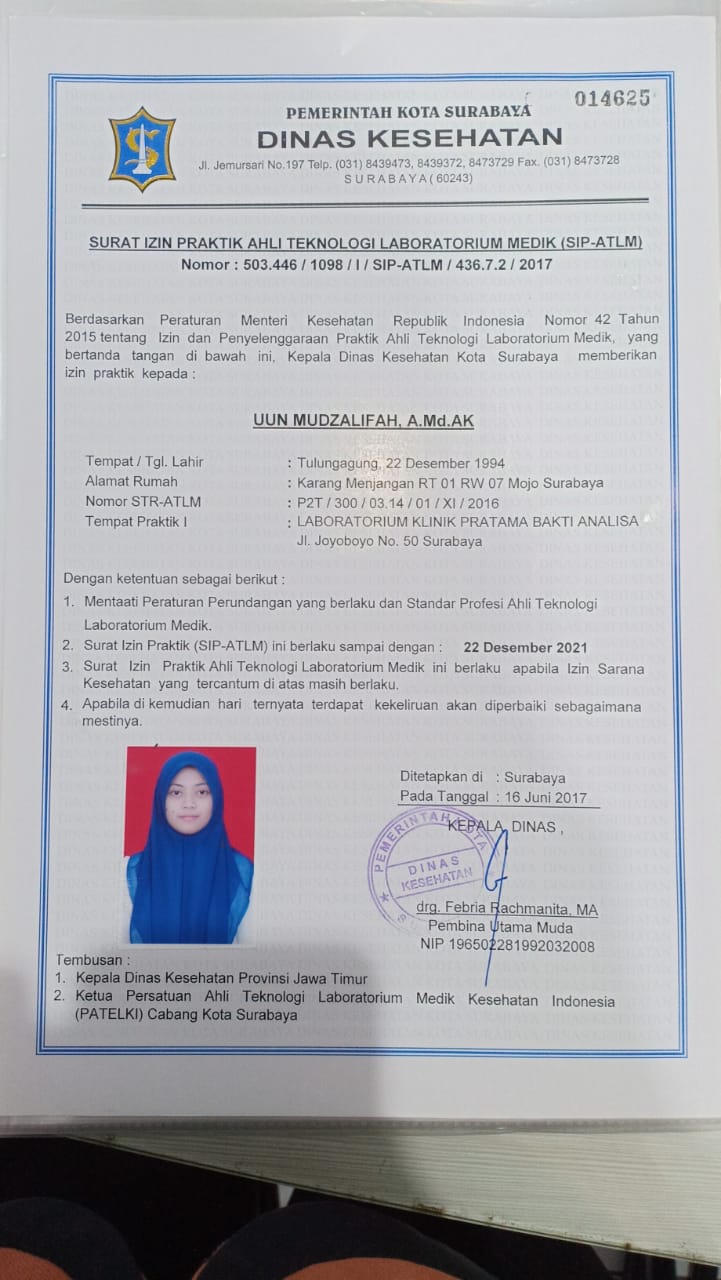 014625
PEMERINTAH KOTA SURABAYA
DINAS KESEHATAN
Jl. Jemursari No.197 Telp. (031) 8439473, 8439372, 8473729 Fax. (031) 8473728
S U R A B A Y A ( 60243)
SURAT IZIN PRAKTIK AHLI TEKNOLOGI LABORATORIUM MEDIK (SIP-ATLM)
Nomor : 503.446 / 1098 / I / SIP-ATLM / 436.7.2 / 2017
Berdasarkan Peraturan Menteri Kesehatan Republik Indonesia Nomor 42 Tahun
2015 tentang Izin dan Penyelenggaraan Praktik Ahli Teknologi Laboratorium Medik, yang
bertanda tangan di bawah ini, Kepala Dinas Kesehatan Kota Surabaya memberikan
izin praktik kepada :
UUN MUDZALIFAH, A.Md.AK
Tempat / Tgl. Lahir : Tulungagung, 22 Desember 1994
Alamat Rumah : Karang Menjangan RT 01 RW 07 Mojo Surabaya
Nomor STR-ATLM : P2T / 300 / 03.14 / 01 / XI / 2016
Tempat Praktik I : LABORATORIUM KLINIK PRATAMA BAKTI ANALISA
Jl. Joyoboyo No. 50 Surabaya
Dengan ketentuan sebagai berikut :
1. Mentaati Peraturan Perundangan yang berlaku dan Standar Profesi Ahli Teknologi
Laboratorium Medik.
2. Surat Izin Praktik (SIP-ATLM) ini berlaku sampai dengan : 22 Desember 2021
3. Surat Izin Praktik Ahli Teknologi Laboratorium Medik ini berlaku apabila Izin Sarana
Kesehatan yang tercantum di atas masih berlaku.
4. Apabila di kemudian hari ternyata terdapat kekeliruan akan diperbaiki sebagaimana
mestinya.
Ditetapkan di : Surabaya
Pada Tanggal : 16 Juni 2017
KEPALA DINAS ,
PEMERINTAH KOTA
DINAS
KESEHATAN
drg. Febria Rachmanita, MA
Pembina Utama Muda
NIP 196502281992032008
Tembusan :
1. Kepala Dinas Kesehatan Provinsi Jawa Timur
2. Ketua Persatuan Ahli Teknologi Laboratorium Medik Kesehatan Indonesia
(PATELKI) Cabang Kota Surabaya